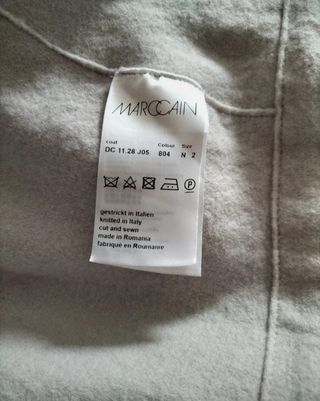 MARCCAIN
coat Colour Size
DC 11.28 J05 804 N 2
P
gestrickt in Italien
knitted in Italy
cut and sewn
made in Romania
fabriqué en Roumanie